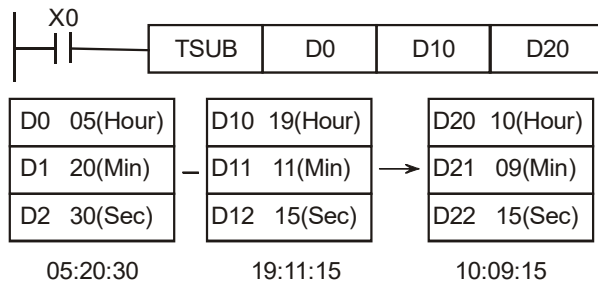 X0
TSUB D0 D10 D20
D0 05(Hour) D10 19(Hour) D20 10(Hour)
D1 20(Min) – D11 11(Min) → D21 09(Min)
D2 30(Sec) D12 15(Sec) D22 15(Sec)
05:20:30 19:11:15 10:09:15